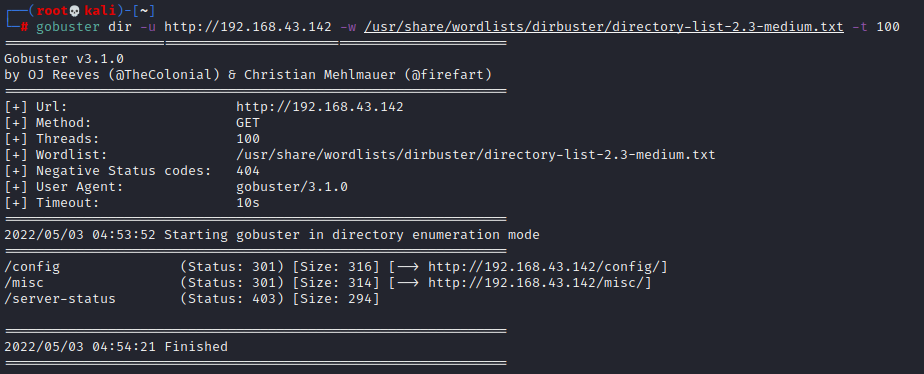 ┌──(root💀kali)-[~]
└─# gobuster dir -u http://192.168.43.142 -w /usr/share/wordlists/dirbuster/directory-list-2.3-medium.txt -t 100
===============================================================
Gobuster v3.1.0
by OJ Reeves (@TheColonial) & Christian Mehlmauer (@firefart)
===============================================================
[+] Url:                     http://192.168.43.142
[+] Method:                  GET
[+] Threads:                 100
[+] Wordlist:                /usr/share/wordlists/dirbuster/directory-list-2.3-medium.txt
[+] Negative Status codes:   404
[+] User Agent:              gobuster/3.1.0
[+] Timeout:                 10s
===============================================================
2022/05/03 04:53:52 Starting gobuster in directory enumeration mode
===============================================================
/config               (Status: 301) [Size: 316] [--> http://192.168.43.142/config/]
/misc                 (Status: 301) [Size: 314] [--> http://192.168.43.142/misc/]
/server-status        (Status: 403) [Size: 294]
===============================================================
2022/05/03 04:54:21 Finished
===============================================================